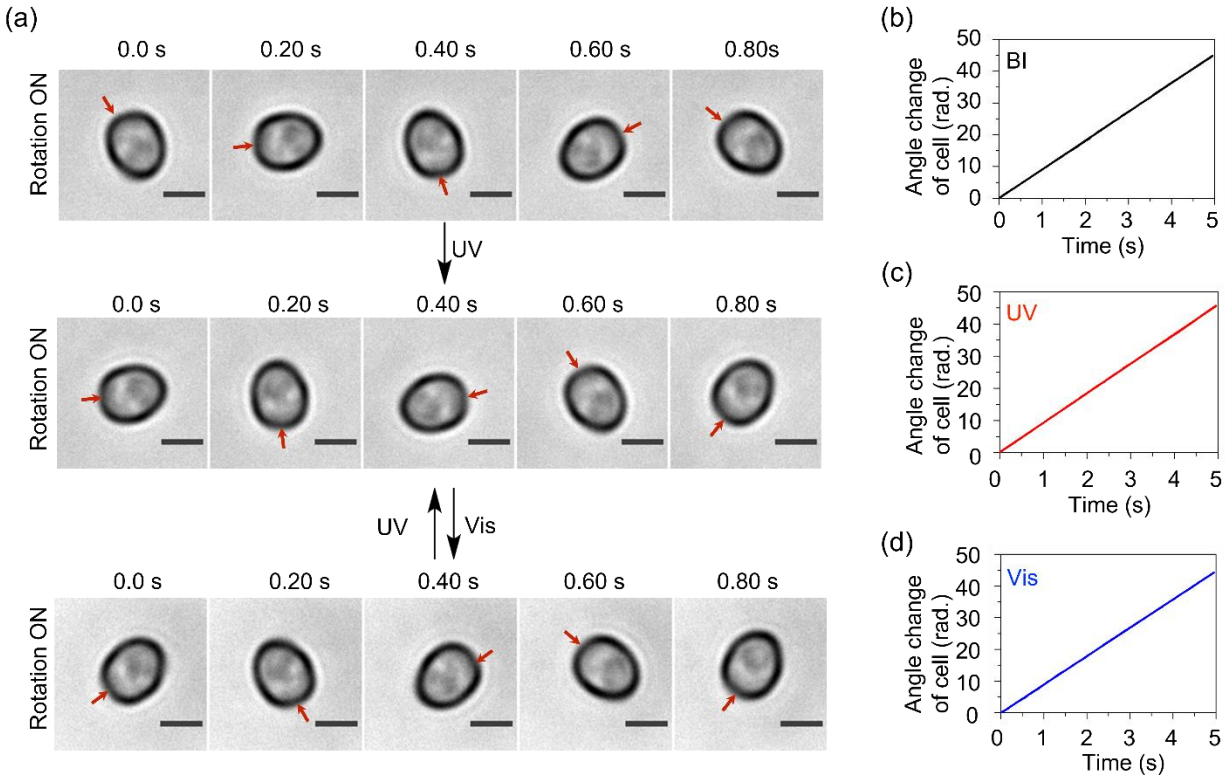 (a)
0.0 s 0.20 s 0.40 s 0.60 s 0.80s
Rotation ON
UV
0.0 s 0.20 s 0.40 s 0.60 s 0.80 s
Rotation ON
UV Vis
0.0 s 0.20 s 0.40 s 0.60 s 0.80 s
Rotation ON
(b)
BI
Angle change
of cell (rad.)
50
40
30
20
10
0
0 1 2 3 4 5
Time (s)
(c)
UV
Angle change
of cell (rad.)
50
40
30
20
10
0
0 1 2 3 4 5
Time (s)
(d)
Vis
Angle change
of cell (rad.)
50
40
30
20
10
0
0 1 2 3 4 5
Time (s)